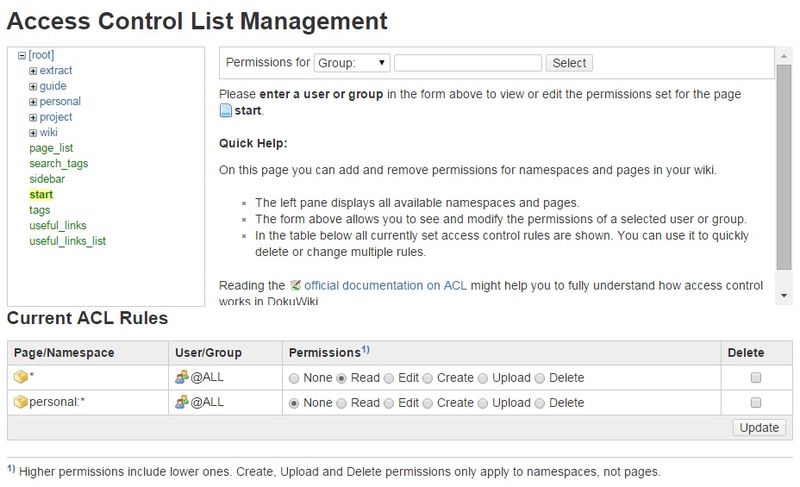 Access Control List Management
[root]
extract
guide
personal
project
wiki
page_list
search_tags
sidebar
start
tags
useful_links
useful_links_list
Permissions for Group: Select
Please enter a user or group in the form above to view or edit the permissions set for the page
start.
Quick Help:
On this page you can add and remove permissions for namespaces and pages in your wiki.
The left pane displays all available namespaces and pages.
The form above allows you to see and modify the permissions of a selected user or group.
In the table below all currently set access control rules are shown. You can use it to quickly
delete or change multiple rules.
Reading the official documentation on ACL might help you to fully understand how access control
works in DokuWiki
Current ACL Rules
Page/Namespace User/Group Permissions1) Delete
* @ALL None Read Edit Create Upload Delete
personal:* @ALL None Read Edit Create Upload Delete
Update
1) Higher permissions include lower ones. Create, Upload and Delete permissions only apply to namespaces, not pages.